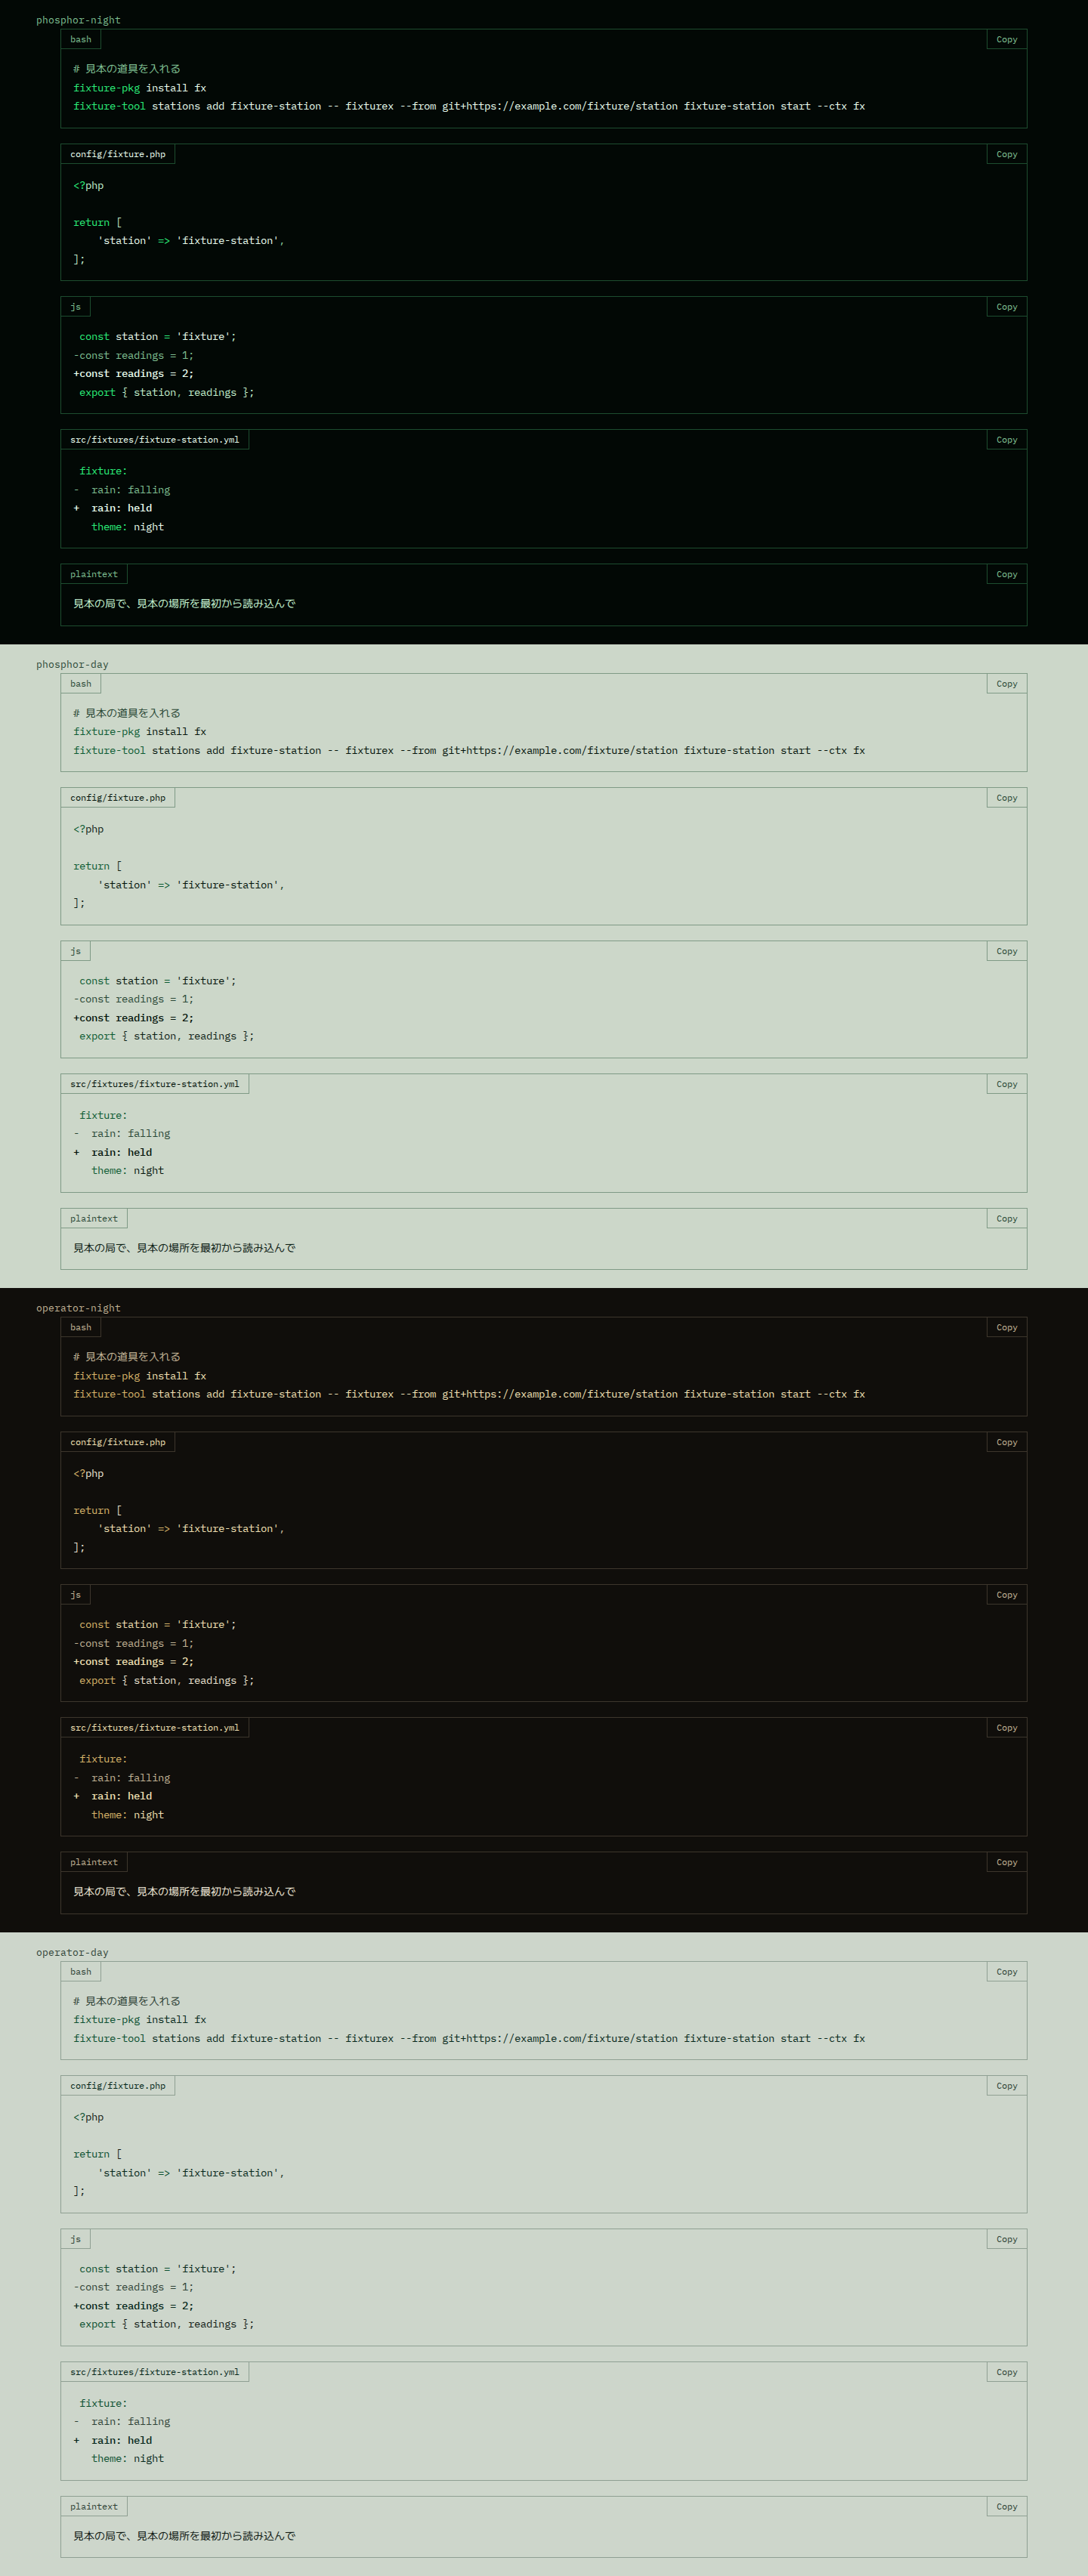 phosphor-night
bash Copy
# 見本の道具を入れる
fixture-pkg install fx
fixture-tool stations add fixture-station -- fixturex --from git+https://example.com/fixture/station fixture-station start --ctx fx
config/fixture.php Copy
<?php
return [
    'station' => 'fixture-station',
];
js Copy
 const station = 'fixture';
-const readings = 1;
+const readings = 2;
 export { station, readings };
src/fixtures/fixture-station.yml Copy
 fixture:
-  rain: falling
+  rain: held
   theme: night
plaintext Copy
見本の局で、見本の場所を最初から読み込んで
phosphor-day
bash Copy
# 見本の道具を入れる
fixture-pkg install fx
fixture-tool stations add fixture-station -- fixturex --from git+https://example.com/fixture/station fixture-station start --ctx fx
config/fixture.php Copy
<?php
return [
    'station' => 'fixture-station',
];
js Copy
 const station = 'fixture';
-const readings = 1;
+const readings = 2;
 export { station, readings };
src/fixtures/fixture-station.yml Copy
 fixture:
-  rain: falling
+  rain: held
   theme: night
plaintext Copy
見本の局で、見本の場所を最初から読み込んで
operator-night
bash Copy
# 見本の道具を入れる
fixture-pkg install fx
fixture-tool stations add fixture-station -- fixturex --from git+https://example.com/fixture/station fixture-station start --ctx fx
config/fixture.php Copy
<?php
return [
    'station' => 'fixture-station',
];
js Copy
 const station = 'fixture';
-const readings = 1;
+const readings = 2;
 export { station, readings };
src/fixtures/fixture-station.yml Copy
 fixture:
-  rain: falling
+  rain: held
   theme: night
plaintext Copy
見本の局で、見本の場所を最初から読み込んで
operator-day
bash Copy
# 見本の道具を入れる
fixture-pkg install fx
fixture-tool stations add fixture-station -- fixturex --from git+https://example.com/fixture/station fixture-station start --ctx fx
config/fixture.php Copy
<?php
return [
    'station' => 'fixture-station',
];
js Copy
 const station = 'fixture';
-const readings = 1;
+const readings = 2;
 export { station, readings };
src/fixtures/fixture-station.yml Copy
 fixture:
-  rain: falling
+  rain: held
   theme: night
plaintext Copy
見本の局で、見本の場所を最初から読み込んで